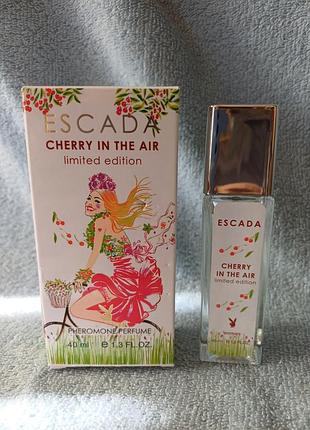 ESCADA
CHERRY IN THE AIR
limited edition
PHEROMONE PERFUME
40 ml e 1.3 FL.OZ.
ESCADA
CHERRY
IN THE AIR
limited edition